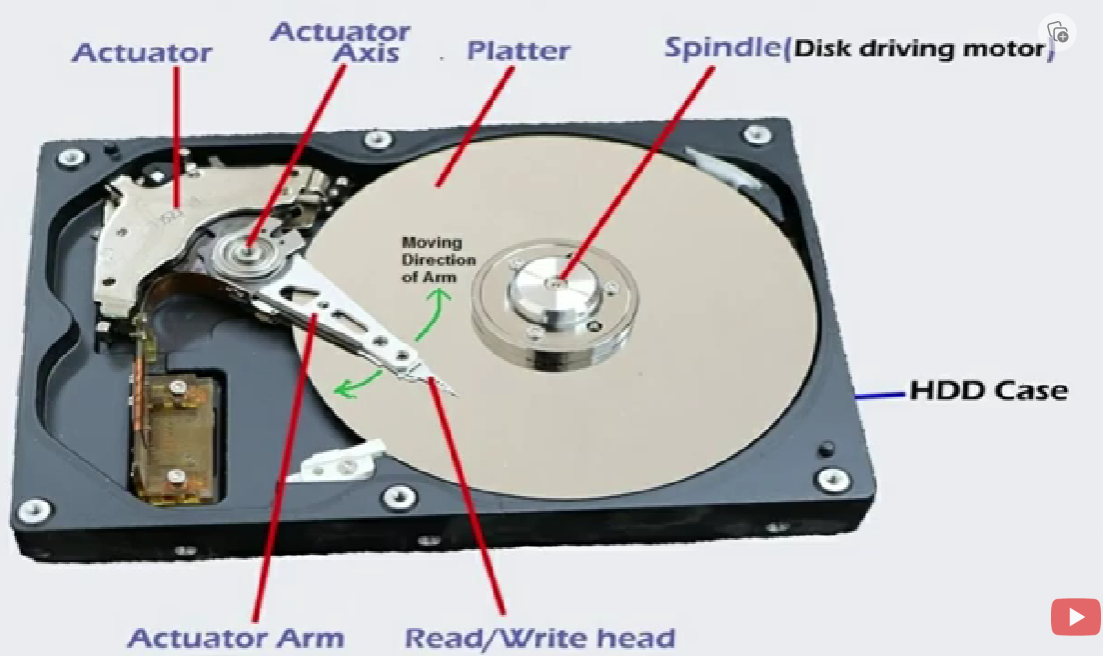 Actuator
Actuator
Axis
Platter
Spindle(Disk driving motor)
Moving
Direction
of Arm
HDD Case
Actuator Arm
Read/Write head